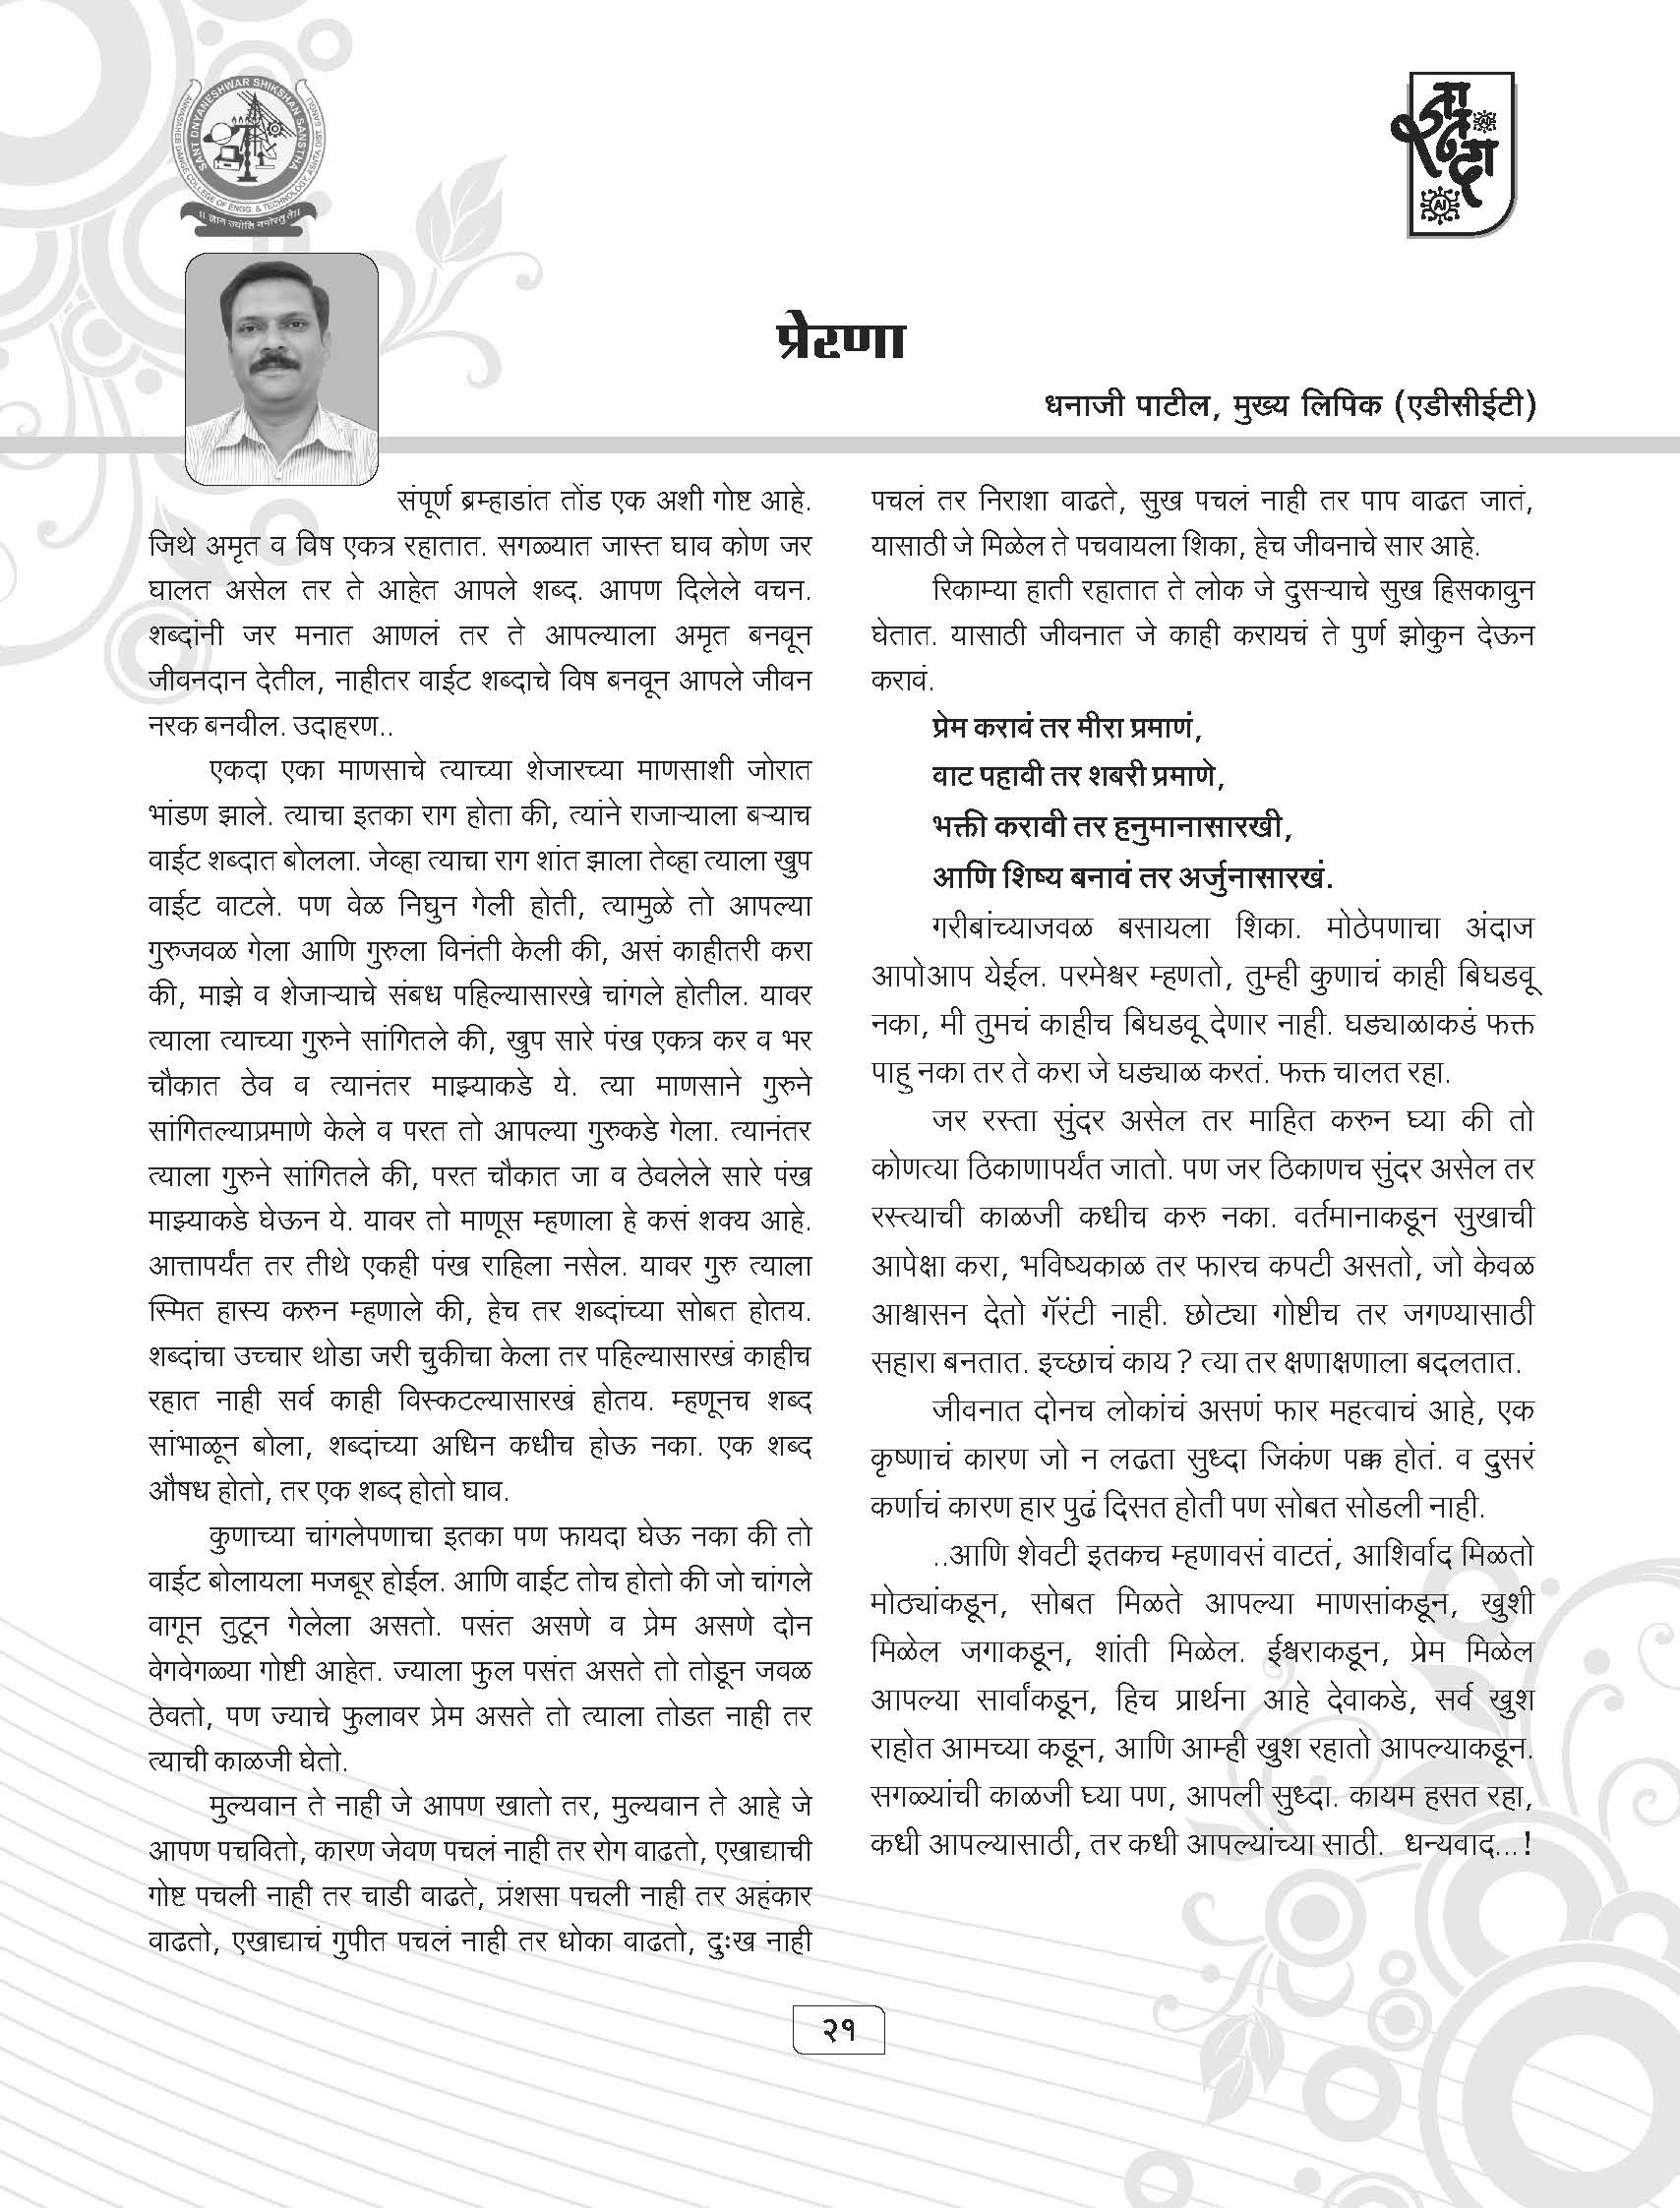 SANT DNYANESHWAR SHIKSHAN SANSTHA
ANNASAHEB DANGE COLLEGE OF ENGG. & TECHNOLOGY, ASHTA DIST. SANGLI
AI
AI
प्रेरणा
धनाजी पाटील, मुख्य लिपिक (एडीसीईटी)
संपूर्ण ब्रम्हाडांत तोंड एक अशी गोष्ट आहे.
जिथे अमृत व विष एकत्र रहातात. सगळ्यात जास्त घाव कोण जर
घालत असेल तर ते आहेत आपले शब्द. आपण दिलेले वचन.
शब्दांनी जर मनात आणलं तर ते आपल्याला अमृत बनवून
जीवनदान देतील, नाहीतर वाईट शब्दाचे विष बनवून आपले जीवन
नरक बनवील. उदाहरण..
एकदा एका माणसाचे त्याच्या शेजारच्या माणसाशी जोरात
भांडण झाले. त्याचा इतका राग होता की, त्यांने राजाऱ्याला बऱ्याच
वाईट शब्दात बोलला. जेव्हा त्याचा राग शांत झाला तेव्हा त्याला खुप
वाईट वाटले. पण वेळ निघुन गेली होती, त्यामुळे तो आपल्या
गुरुजवळ गेला आणि गुरुला विनंती केली की, असं काहीतरी करा
की, माझे व शेजाऱ्याचे संबध पहिल्यासारखे चांगले होतील. यावर
त्याला त्याच्या गुरुने सांगितले की, खुप सारे पंख एकत्र कर व भर
चौकात ठेव व त्यानंतर माझ्याकडे ये. त्या माणसाने गुरुने
सांगितल्याप्रमाणे केले व परत तो आपल्या गुरुकडे गेला. त्यानंतर
त्याला गुरुने सांगितले की, परत चौकात जा व ठेवलेले सारे पंख
माझ्याकडे घेऊन ये. यावर तो माणूस म्हणाला हे कसं शक्य आहे.
आत्तापर्यंत तर तीथे एकही पंख राहिला नसेल. यावर गुरु त्याला
स्मित हास्य करुन म्हणाले की, हेच तर शब्दांच्या सोबत होतय.
शब्दांचा उच्चार थोडा जरी चुकीचा केला तर पहिल्यासारखं काहीच
रहात नाही सर्व काही विस्कटल्यासारखं होतय. म्हणूनच शब्द
सांभाळून बोला, शब्दांच्या अधिन कधीच होऊ नका. एक शब्द
औषध होतो, तर एक शब्द होतो घाव.
कुणाच्या चांगलेपणाचा इतका पण फायदा घेऊ नका की तो
वाईट बोलायला मजबूर होईल. आणि वाईट तोच होतो की जो चांगले
वागून तुटून गेलेला असतो. पसंत असणे व प्रेम असणे दोन
वेगवेगळ्या गोष्टी आहेत. ज्याला फुल पसंत असते तो तोडून जवळ
ठेवतो, पण ज्याचे फुलावर प्रेम असते तो त्याला तोडत नाही तर
त्याची काळजी घेतो.
मुल्यवान ते नाही जे आपण खातो तर, मुल्यवान ते आहे जे
आपण पचवितो, कारण जेवण पचलं नाही तर रोग वाढतो, एखाद्याची
गोष्ट पचली नाही तर चाडी वाढते, प्रंशसा पचली नाही तर अहंकार
वाढतो, एखाद्याचं गुपीत पचलं नाही तर धोका वाढतो, दुःख नाही
पचलं तर निराशा वाढते, सुख पचलं नाही तर पाप वाढत जातं,
यासाठी जे मिळेल ते पचवायला शिका, हेच जीवनाचे सार आहे.
रिकाम्या हाती रहातात ते लोक जे दुसऱ्याचे सुख हिसकावुन
घेतात. यासाठी जीवनात जे काही करायचं ते पुर्ण झोकुन देऊन
करावं.
प्रेम करावं तर मीरा प्रमाणं,
वाट पहावी तर शबरी प्रमाणे,
भक्ती करावी तर हनुमानासारखी,
आणि शिष्य बनावं तर अर्जुनासारखं.
गरीबांच्याजवळ बसायला शिका. मोठेपणाचा अंदाज
आपोआप येईल. परमेश्वर म्हणतो, तुम्ही कुणाचं काही बिघडवू
नका, मी तुमचं काहीच बिघडवू देणार नाही. घड्याळाकडं फक्त
पाहु नका तर ते करा जे घड्याळ करतं. फक्त चालत रहा.
जर रस्ता सुंदर असेल तर माहित करुन घ्या की तो
कोणत्या ठिकाणापर्यंत जातो. पण जर ठिकाणच सुंदर असेल तर
रस्त्याची काळजी कधीच करु नका. वर्तमानाकडून सुखाची
आपेक्षा करा, भविष्यकाळ तर फारच कपटी असतो, जो केवळ
आश्वासन देतो गॅरंटी नाही. छोट्या गोष्टीच तर जगण्यासाठी
सहारा बनतात. इच्छाचं काय ? त्या तर क्षणाक्षणाला बदलतात.
जीवनात दोनच लोकांचं असणं फार महत्वाचं आहे, एक
कृष्णाचं कारण जो न लढता सुध्दा जिकंण पक्क होतं. व दुसरं
कर्णाचं कारण हार पुढं दिसत होती पण सोबत सोडली नाही.
..आणि शेवटी इतकच म्हणावसं वाटतं, आशिर्वाद मिळतो
मोठ्यांकडून, सोबत मिळते आपल्या माणसांकडून, खुशी
मिळेल जगाकडून, शांती मिळेल. ईश्वराकडून, प्रेम मिळेल
आपल्या सार्वांकडून, हिच प्रार्थना आहे देवाकडे, सर्व खुश
राहोत आमच्या कडून, आणि आम्ही खुश रहातो आपल्याकडून.
सगळ्यांची काळजी घ्या पण, आपली सुध्दा. कायम हसत रहा,
कधी आपल्यासाठी, तर कधी आपल्यांच्या साठी. धन्यवाद...!
२१